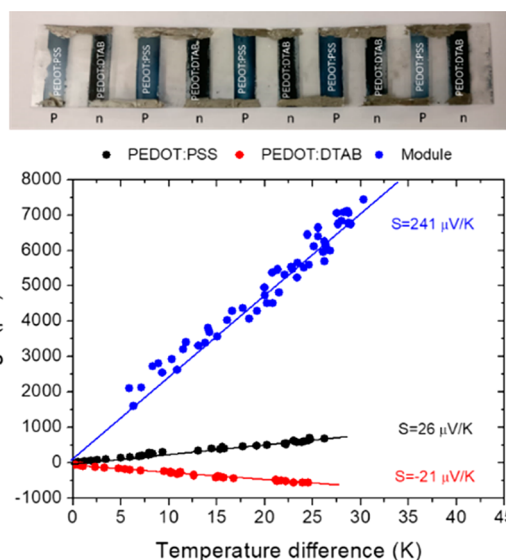 PEDOT:PSS
PEDOT:DTAB
PEDOT:PSS
PEDOT:DTAB
PEDOT:PSS
PEDOT:DTAB
PEDOT:PSS
PEDOT:DTAB
PEDOT:PSS
PEDOT:DTAB
P n P n P n P n P n
PEDOT:PSS PEDOT:DTAB Module
8000
7000
6000
5000
4000
3000
2000
1000
0
-1000
S=241 μV/K
S=26 μV/K
S=-21 μV/K
0 5 10 15 20 25 30 35 40 45
Temperature difference (K)